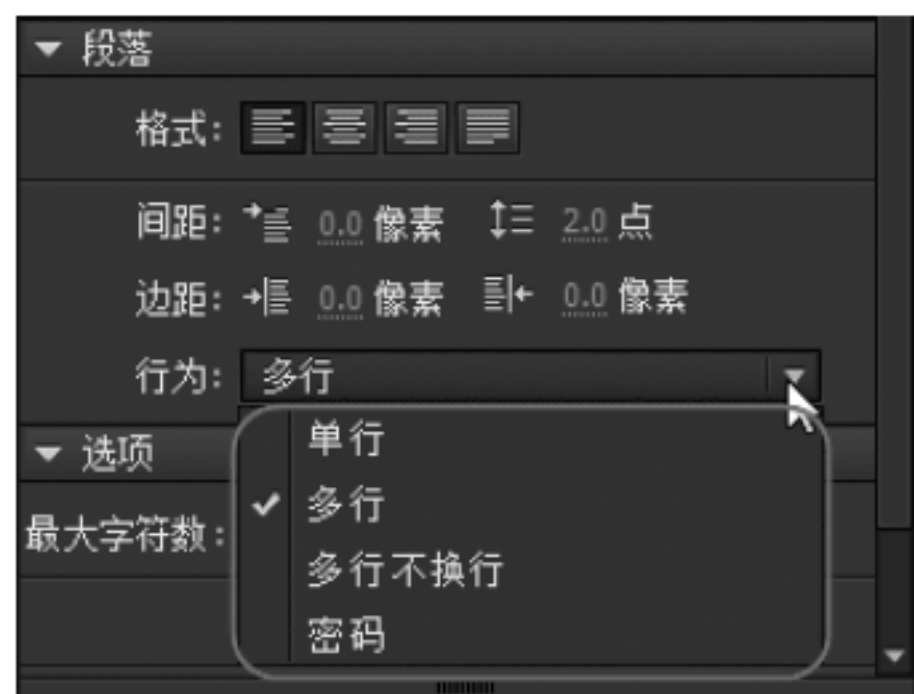 段落
格式:
间距: 0.0 像素 2.0 点
边距: 0.0 像素 0.0 像素
行为: 多行
单行
选项
多行
最大字符数:
多行不换行
密码